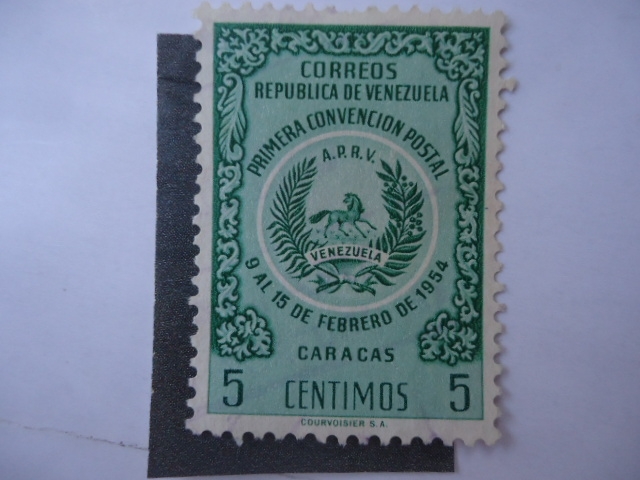 CORREOS
REPUBLICA DE VENEZUELA
PRIMERA CONVENCION POSTAL
A.P.R.V.
VENEZUELA
9 AL 15 DE FEBRERO DE 1954
CARACAS
5 CENTIMOS 5
COURVOISIER S.A.